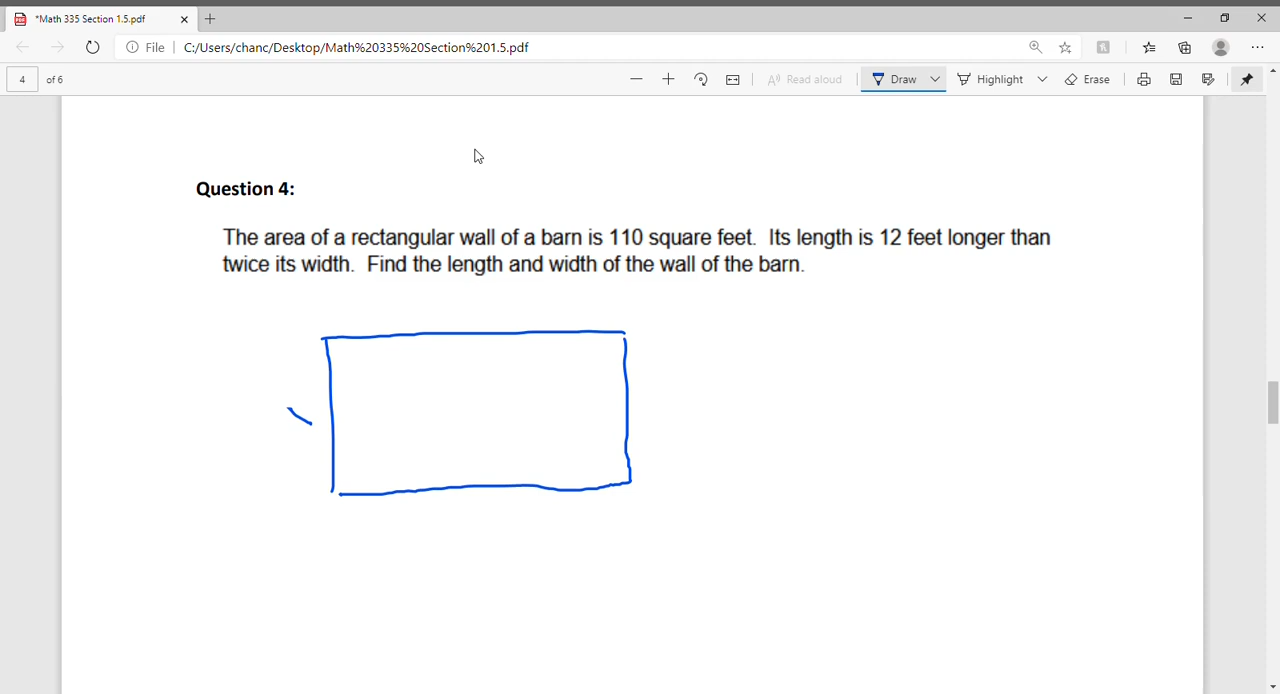 *Math 335 Section 1.5.pdf
File
C:/Users/chanc/Desktop/Math%20335%20Section%201.5.pdf
4 of 6
Read aloud
Draw
Highlight
Erase
Question 4:
The area of a rectangular wall of a barn is 110 square feet. Its length is 12 feet longer than
twice its width. Find the length and width of the wall of the barn.